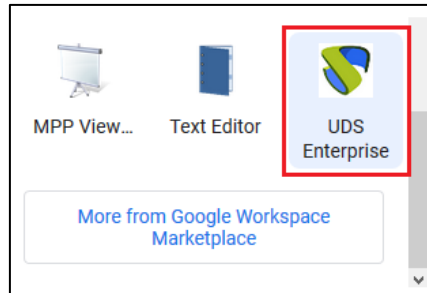 MPP View...
Text Editor
UDS
Enterprise
More from Google Workspace
Marketplace